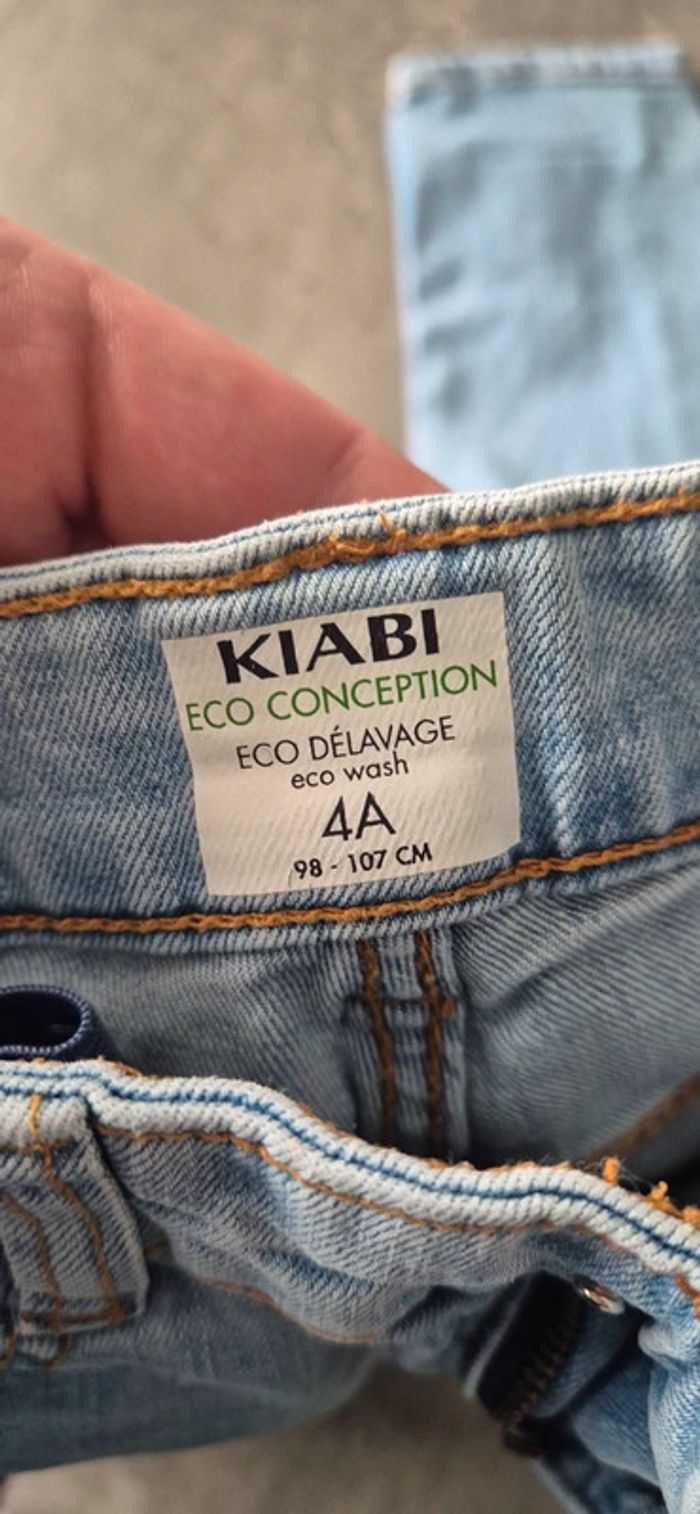 KIABI
ECO CONCEPTION
ECO DÉLAVAGE
eco wash
4A
98 - 107 CM